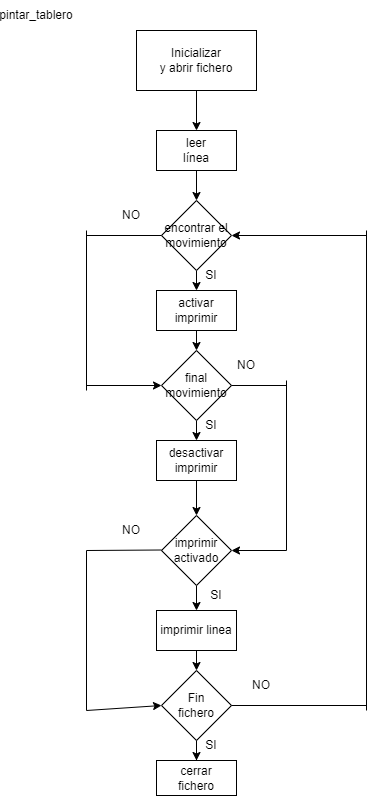 pintar_tablero
Inicializar
y abrir fichero
leer
línea
NO
encontrar el
movimiento
SI
activar
imprimir
NO
final
movimiento
SI
desactivar
imprimir
NO
imprimir
activado
SI
imprimir linea
NO
Fin
fichero
SI
cerrar
fichero